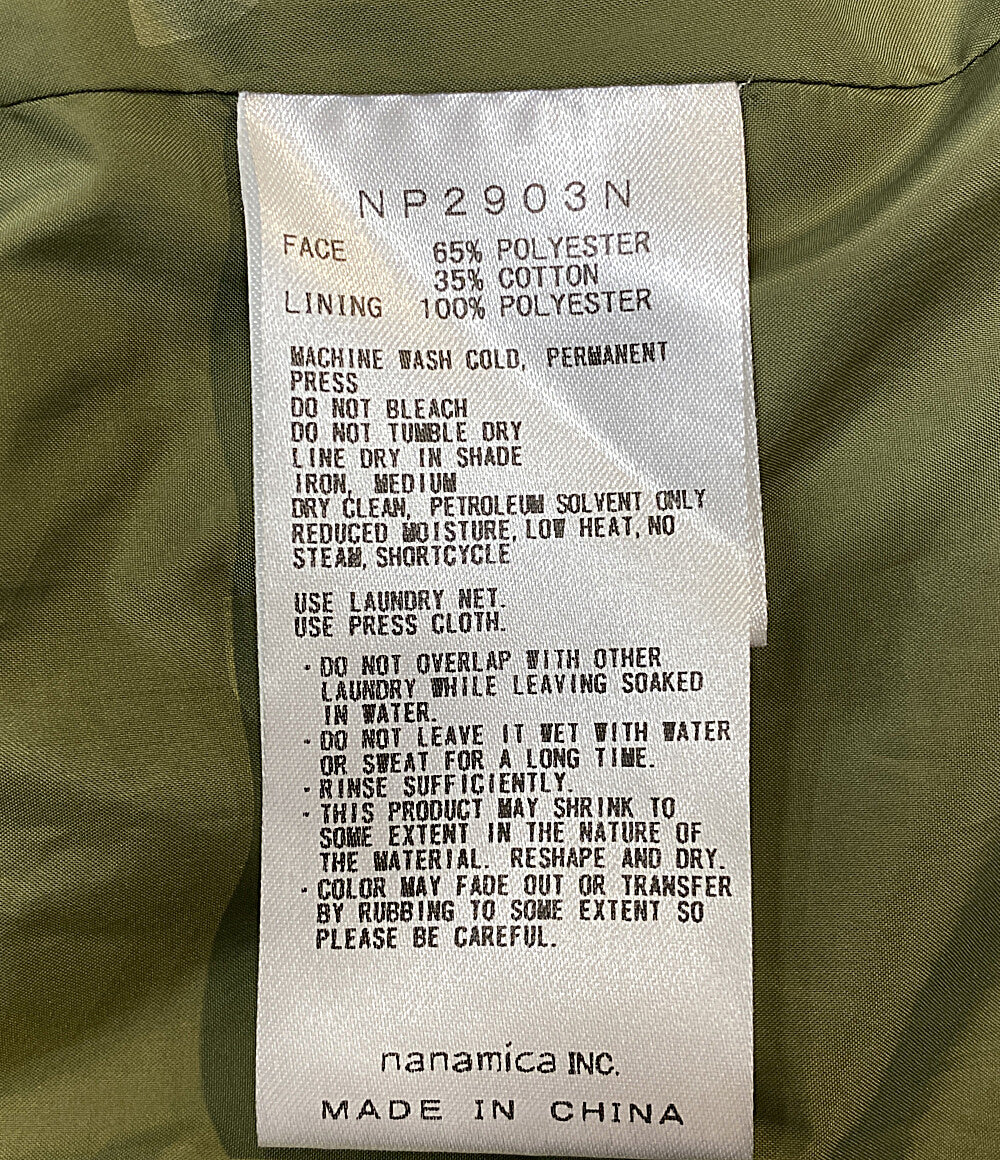 NP2903N
FACE 65% POLYESTER
35% COTTON
LINING 100% POLYESTER
MACHINE WASH COLD, PERMANENT
PRESS
DO NOT BLEACH
DO NOT TUMBLE DRY
LINE DRY IN SHADE
IRON, MEDIUM
DRY CLEAN, PETROLEUM SOLVENT ONLY
REDUCED MOISTURE, LOW HEAT, NO
STEAM, SHORTCYCLE
USE LAUNDRY NET.
USE PRESS CLOTH.
・DO NOT OVERLAP WITH OTHER
LAUNDRY WHILE LEAVING SOAKED
IN WATER.
・DO NOT LEAVE IT WET WITH WATER
OR SWEAT FOR A LONG TIME.
・RINSE SUFFICIENTLY.
・THIS PRODUCT MAY SHRINK TO
SOME EXTENT IN THE NATURE OF
THE MATERIAL. RESHAPE AND DRY.
・COLOR MAY FADE OUT OR TRANSFER
BY RUBBING TO SOME EXTENT SO
PLEASE BE CAREFUL.
nanamíca INC.
MADE IN CHINA